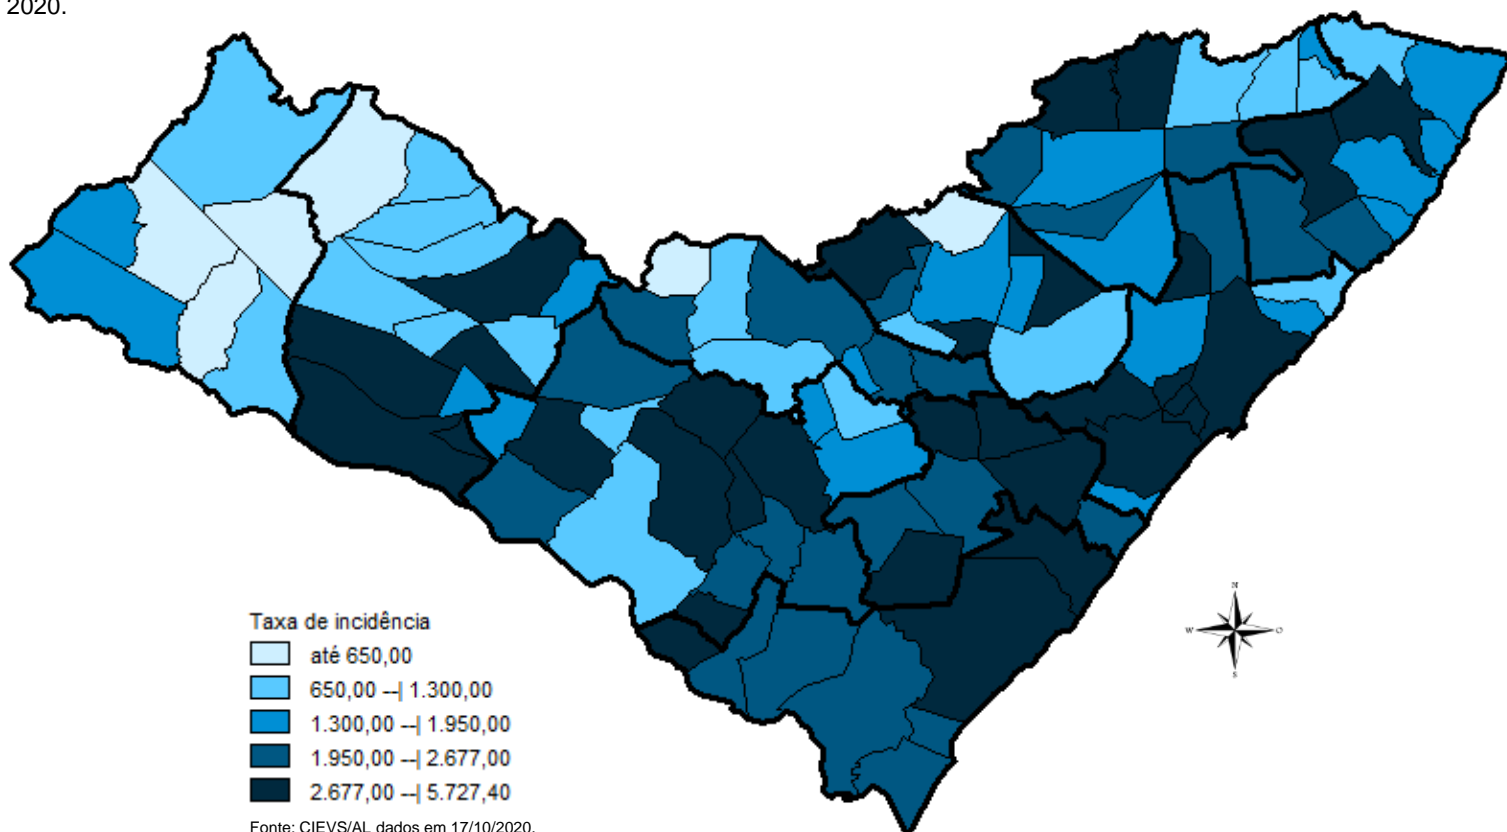 2020.
N
W
O
S
Taxa de incidência
até 650,00
650,00 --| 1.300,00
1.300,00 --| 1.950,00
1.950,00 --| 2.677,00
2.677,00 --| 5.727,40
Fonte: CIEVS/AL dados em 17/10/2020.